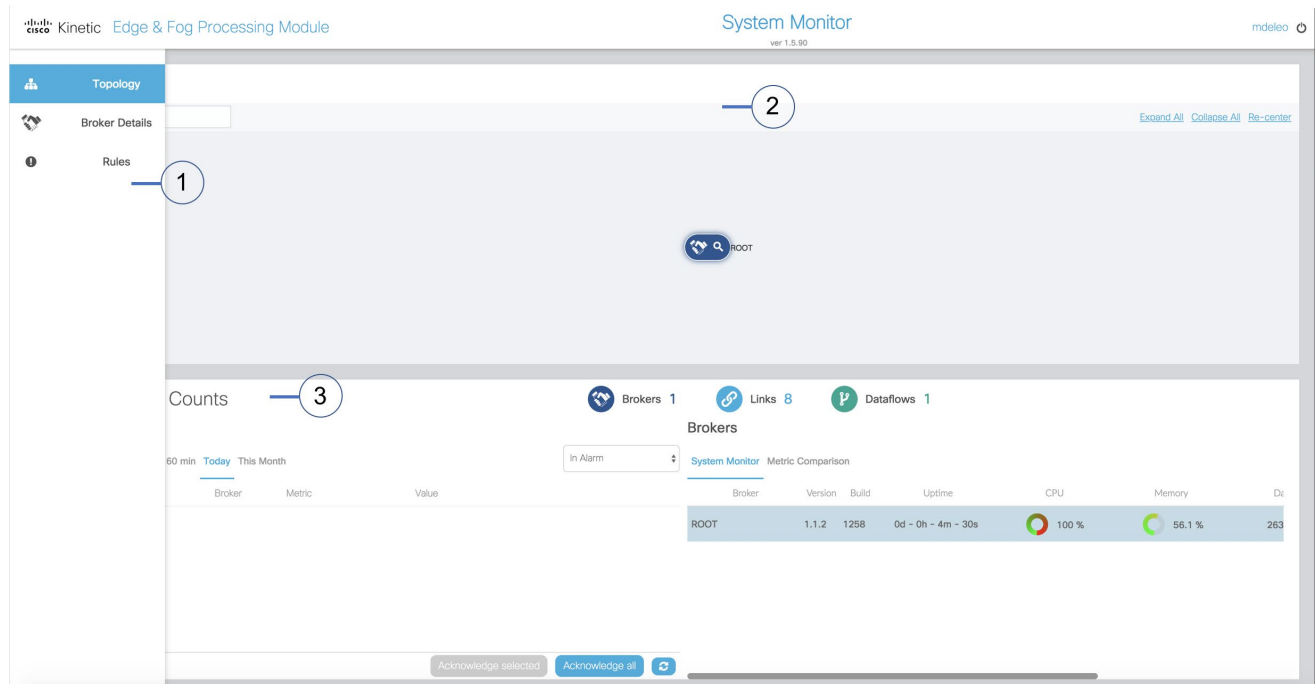 cisco Kinetic Edge & Fog Processing Module
System Monitor
ver 1.5.90
mdeleo
Topology
Broker Details
Rules
1
2
Expand All Collapse All Re-center
ROOT
Counts
3
Brokers 1
Links 8
Dataflows 1
60 min Today This Month
In Alarm
Broker Metric Value
Acknowledge selected Acknowledge all
Brokers
System Monitor Metric Comparison
Broker Version Build Uptime CPU Memory Da
ROOT 1.1.2 1258 0d - 0h - 4m - 30s 100 % 56.1 % 263